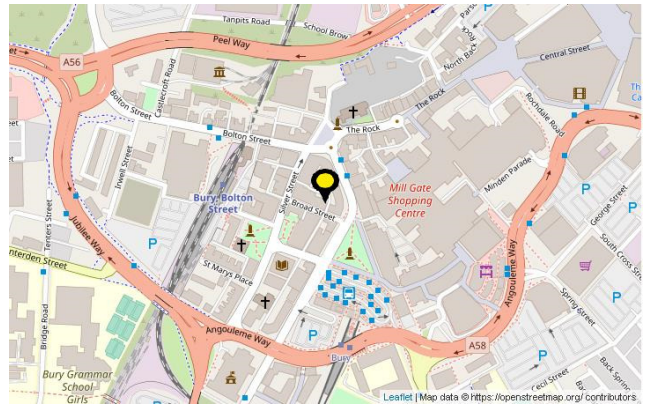 Tanpits Road
School Brow
Parsons
Peel Way
A56
Castlecroft Road
North Back
Rock
Central Street
Bolton Street
The Rock
Rochdale Road
Bolton Street
The Rock
Irwell Street
Minden Parade
Bury Bolton
Street
Silver Street
Broad Street
Mill Gate
Shopping
Centre
George Street
Tenters Street
Jubilee Way
South Cross Street
St Marys Place
Angouleme Way
Spring Street
Bridge Road
Angouleme Way
A58
Bury
Bury Grammar
School
Girls
Cecil Street
Back Spring
Leaflet | Map data © https://openstreetmap.org/ contributors